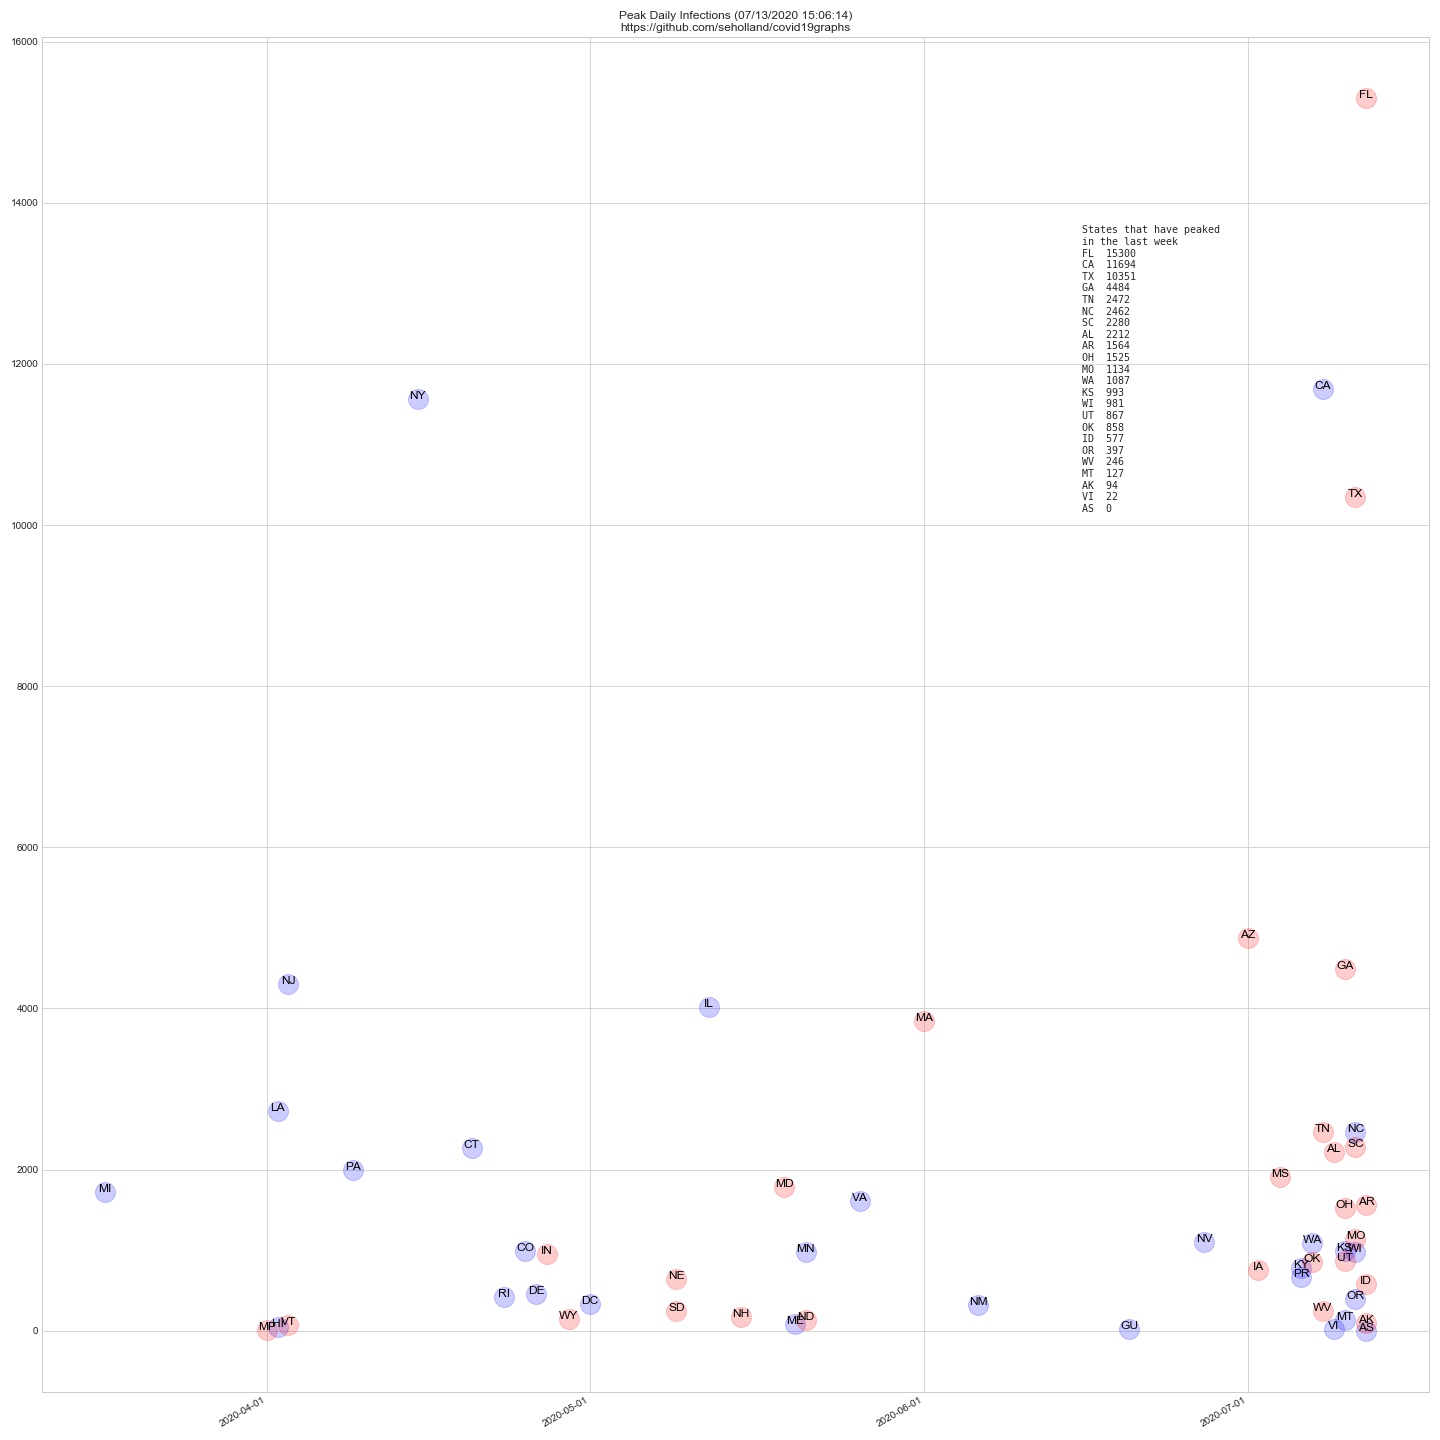 Peak Daily Infections (07/13/2020 15:06:14)
https://github.com/seholland/covid19graphs
16000
FL
14000
States that have peaked
in the last week
FL  15300
CA  11694
TX  10351
GA  4484
TN  2472
NC  2462
SC  2280
AL  2212
AR  1564
OH  1525
MO  1134
WA  1087
KS  993
WI  981
UT  867
OK  858
ID  577
OR  397
WV  246
MT  127
AK  94
VI  22
AS  0
12000
NY
CA
TX
10000
8000
6000
AZ
GA
NJ
IL
4000
MA
LA
TN
NC
CT
AL
SC
PA
2000
MI
MD
MS
VA
OH
AR
NV
WA
MO
CO
IN
MN
KS
WI
OK
UT
IA
KY
PR
NE
ID
RI
DE
OR
DC
NM
WY
SD
NH
WV
MP
HI
VT
ME
ND
GU
VI
MT
AK
AS
0
2020-04-01
2020-05-01
2020-06-01
2020-07-01